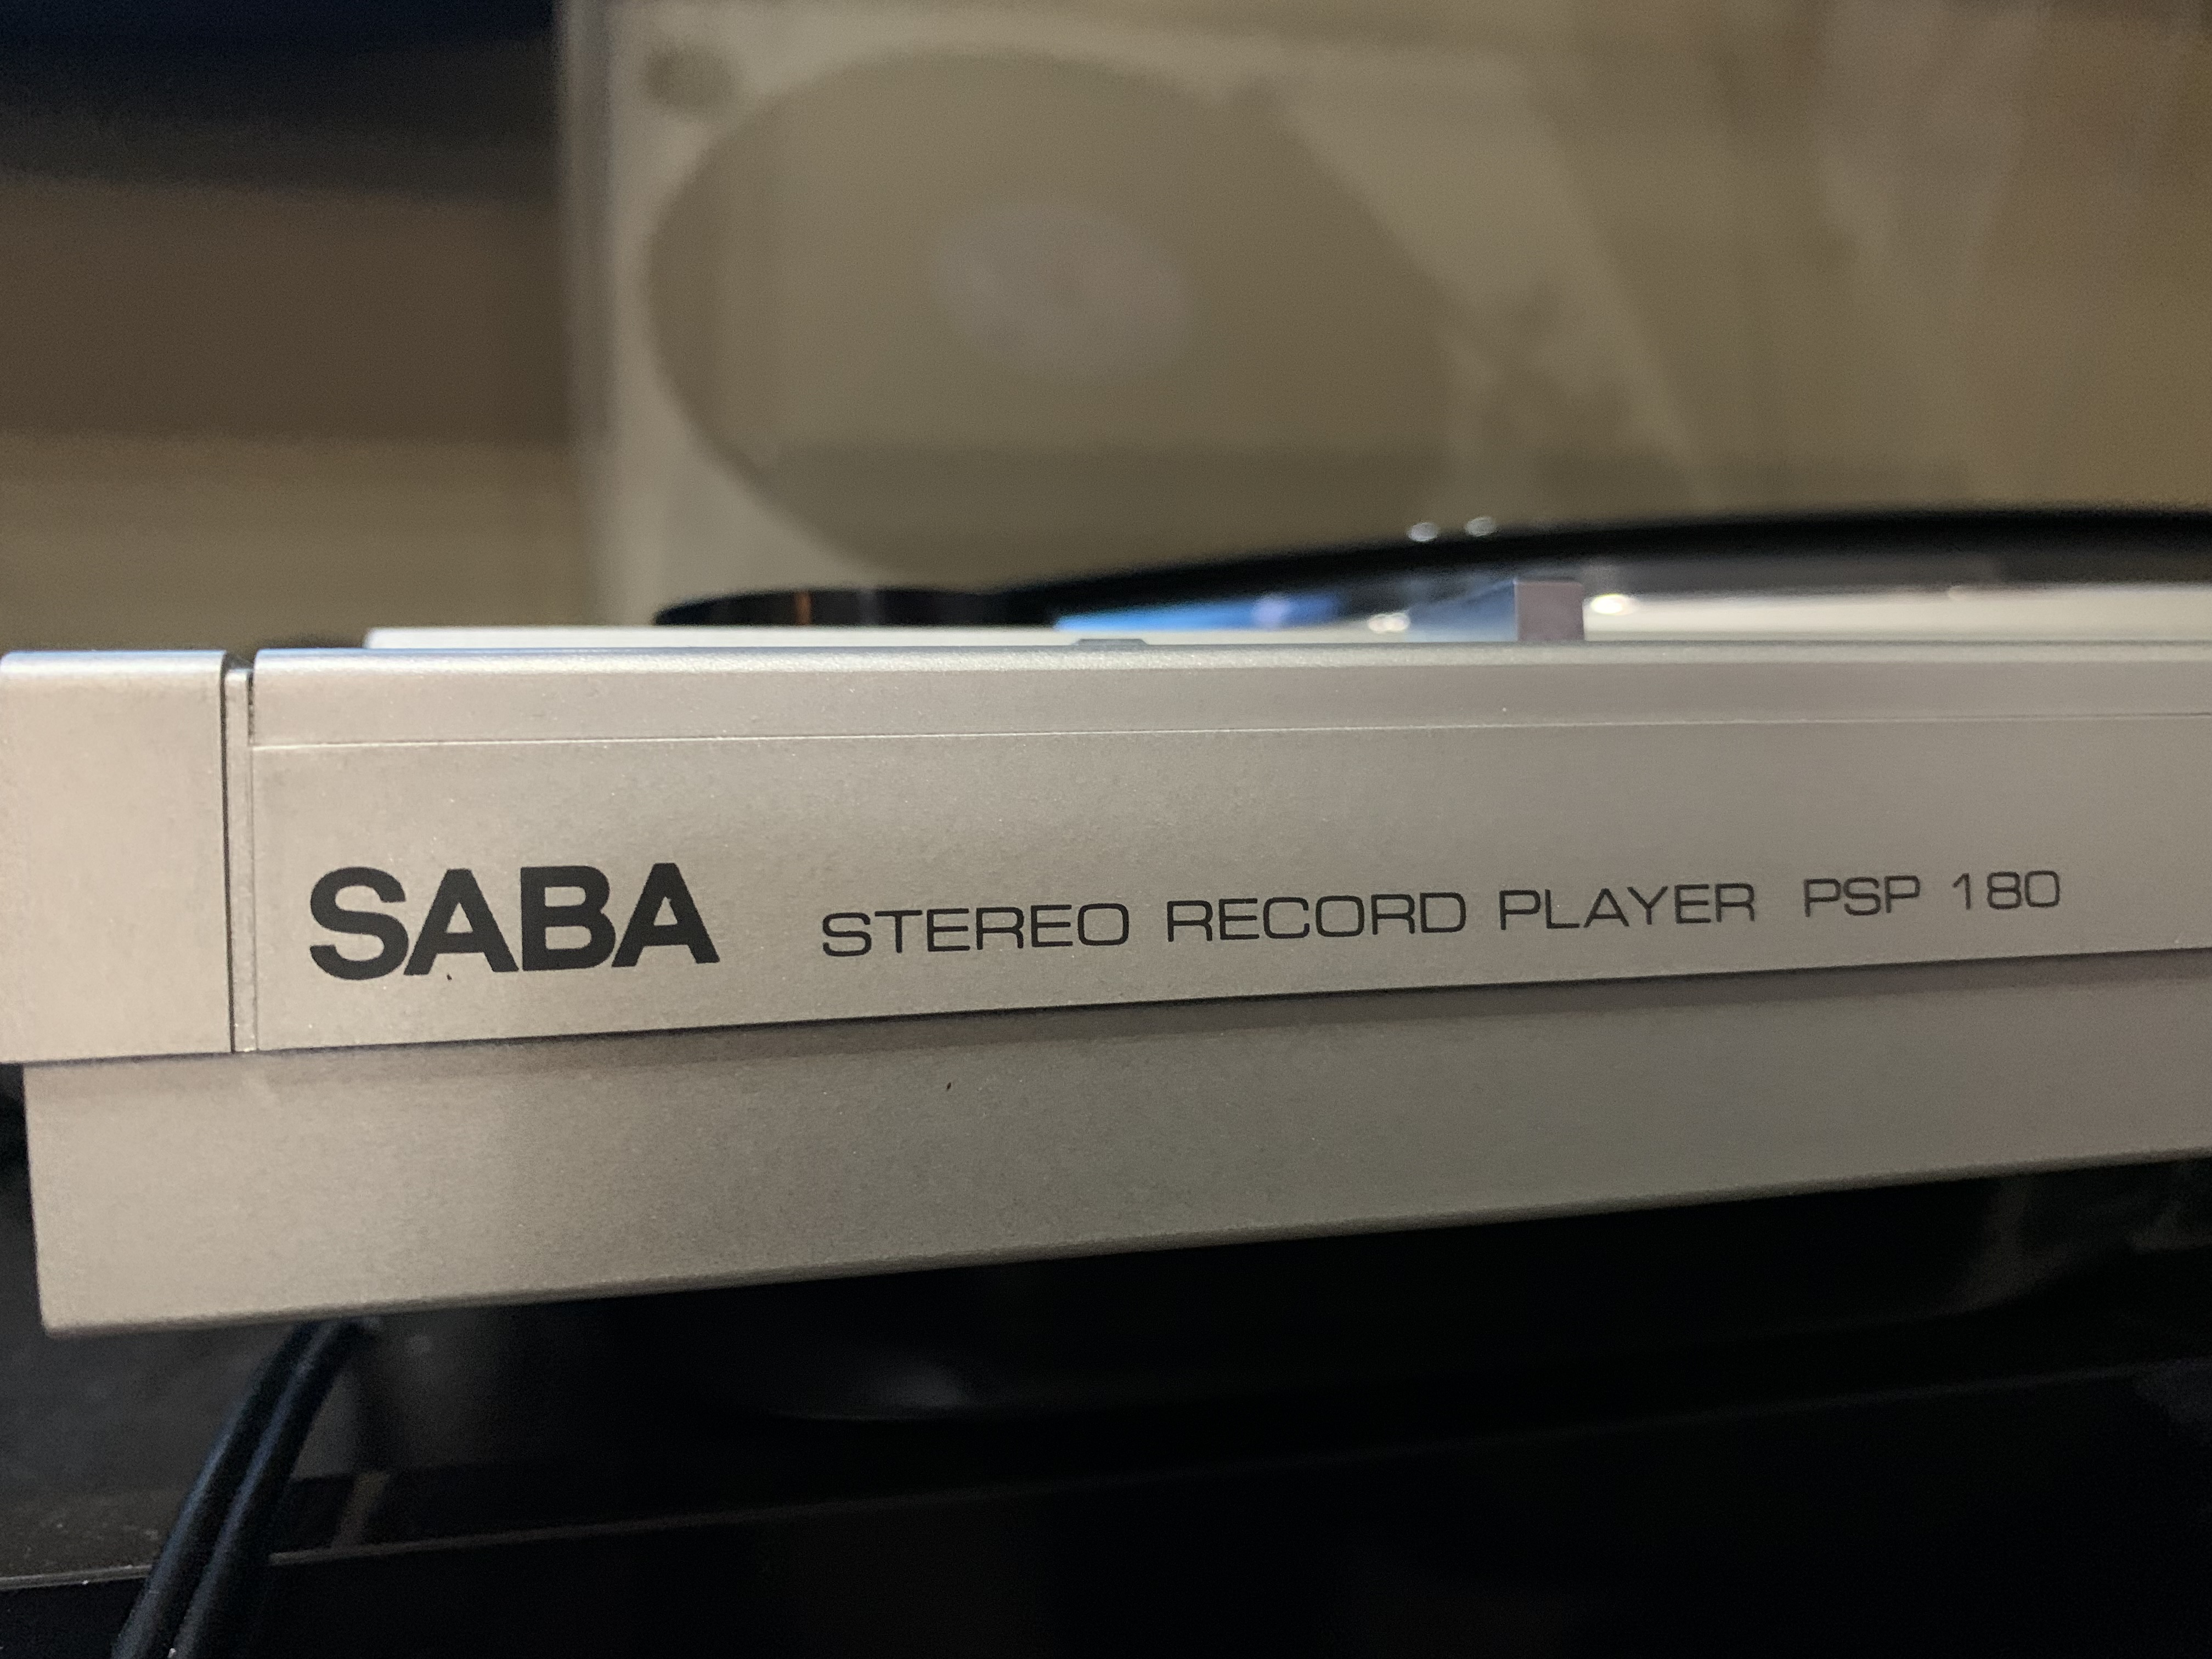 SABA STEREO RECORD PLAYER PSP 180